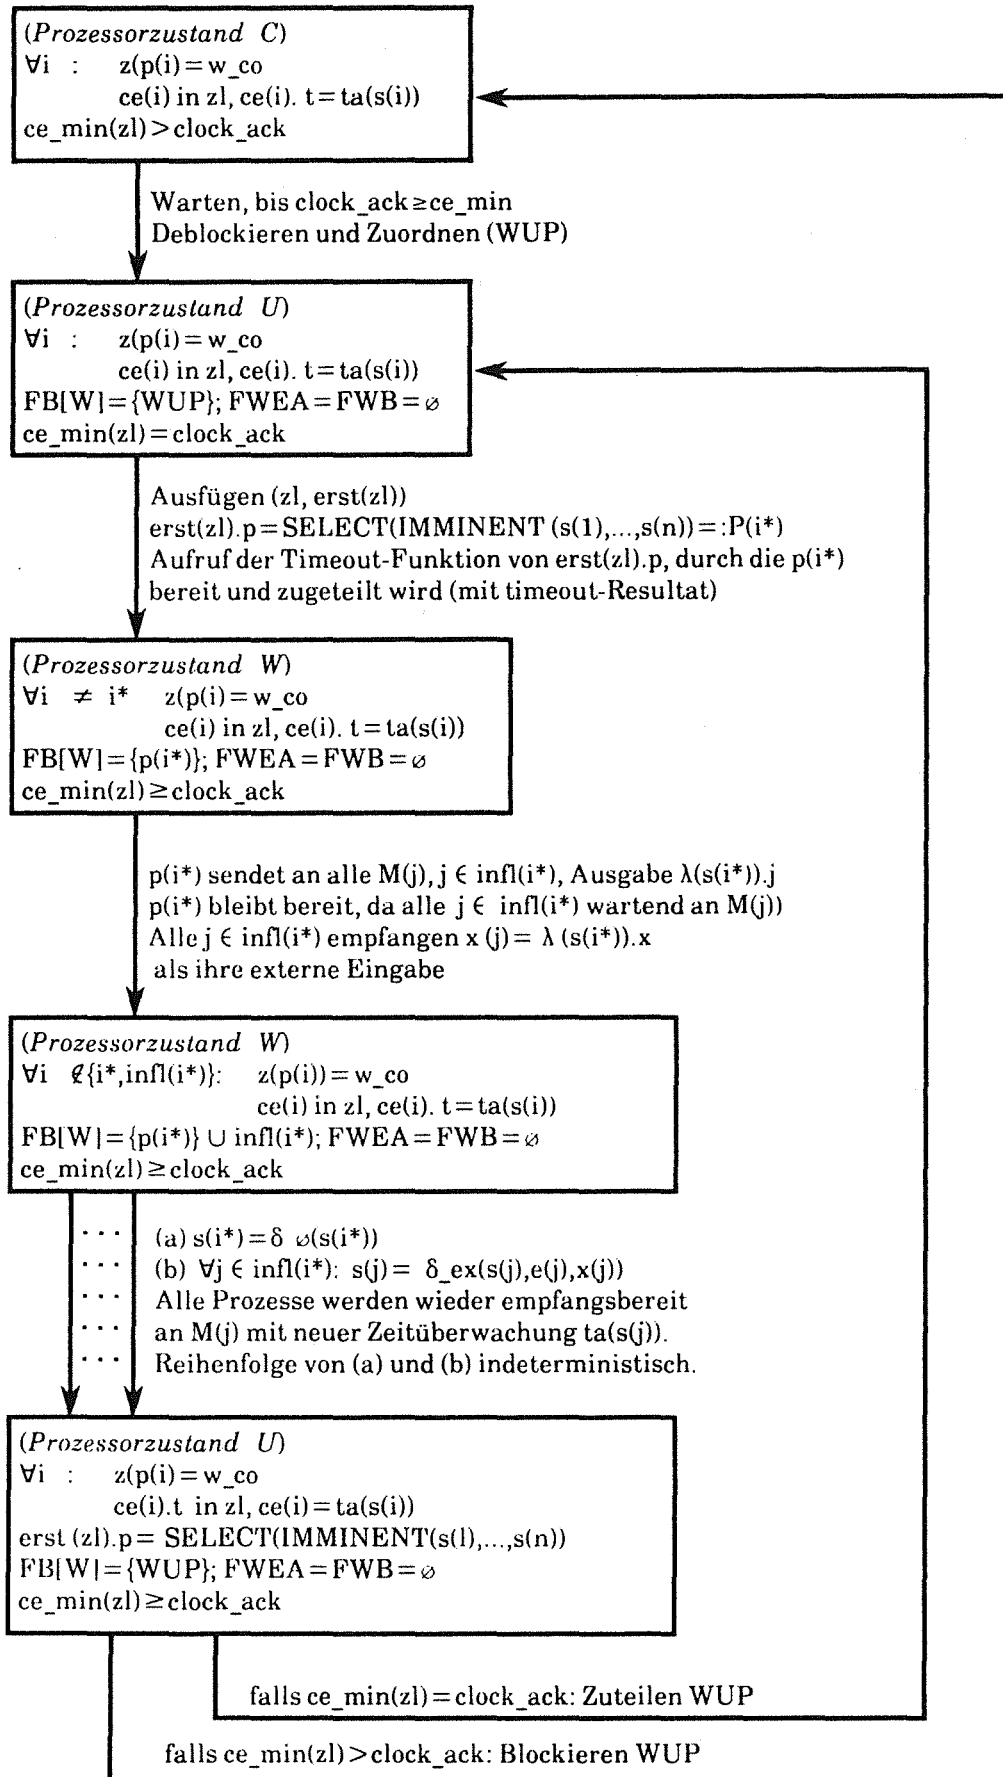 (Prozessorzustand C)
∀i : z(p(i)=w_co
ce(i) in zl, ce(i). t=ta(s(i))
ce_min(zl)>clock_ack
Warten, bis clock_ack≥ce_min
Deblockieren und Zuordnen (WUP)
(Prozessorzustand U)
∀i : z(p(i)=w_co
ce(i) in zl, ce(i). t=ta(s(i))
FB[W]={WUP}; FWEA=FWB=∅
ce_min(zl)=clock_ack
Ausfügen (zl, erst(zl))
erst(zl).p=SELECT(IMMINENT (s(1),...,s(n))=:P(i*)
Aufruf der Timeout-Funktion von erst(zl).p, durch die p(i*)
bereit und zugeteilt wird (mit timeout-Resultat)
(Prozessorzustand W)
∀i ≠ i* z(p(i)=w_co
ce(i) in zl, ce(i). t=ta(s(i))
FB[W]={p(i*)}; FWEA=FWB=∅
ce_min(zl)≥clock_ack
p(i*) sendet an alle M(j), j ∈ infl(i*), Ausgabe λ(s(i*)).j
p(i*) bleibt bereit, da alle j ∈ infl(i*) wartend an M(j))
Alle j ∈ infl(i*) empfangen x (j)= λ (s(i*)).x
als ihre externe Eingabe
(Prozessorzustand W)
∀i ∉{i*,infl(i*)}: z(p(i))=w_co
ce(i) in zl, ce(i). t=ta(s(i))
FB[W]={p(i*)} ∪ infl(i*); FWEA=FWB=∅
ce_min(zl)≥clock_ack
··· (a) s(i*)=δ ∅(s(i*))
··· (b) ∀j ∈ infl(i*): s(j)= δ_ex(s(j),e(j),x(j))
··· Alle Prozesse werden wieder empfangsbereit
··· an M(j) mit neuer Zeitüberwachung ta(s(j)).
··· Reihenfolge von (a) und (b) indeterministisch.
(Prozessorzustand U)
∀i : z(p(i)=w_co
ce(i).t in zl, ce(i)=ta(s(i))
erst (zl).p= SELECT(IMMINENT(s(l),...,s(n))
FB[W]={WUP}; FWEA=FWB=∅
ce_min(zl)≥clock_ack
falls ce_min(zl)=clock_ack: Zuteilen WUP
falls ce_min(zl)>clock_ack: Blockieren WUP